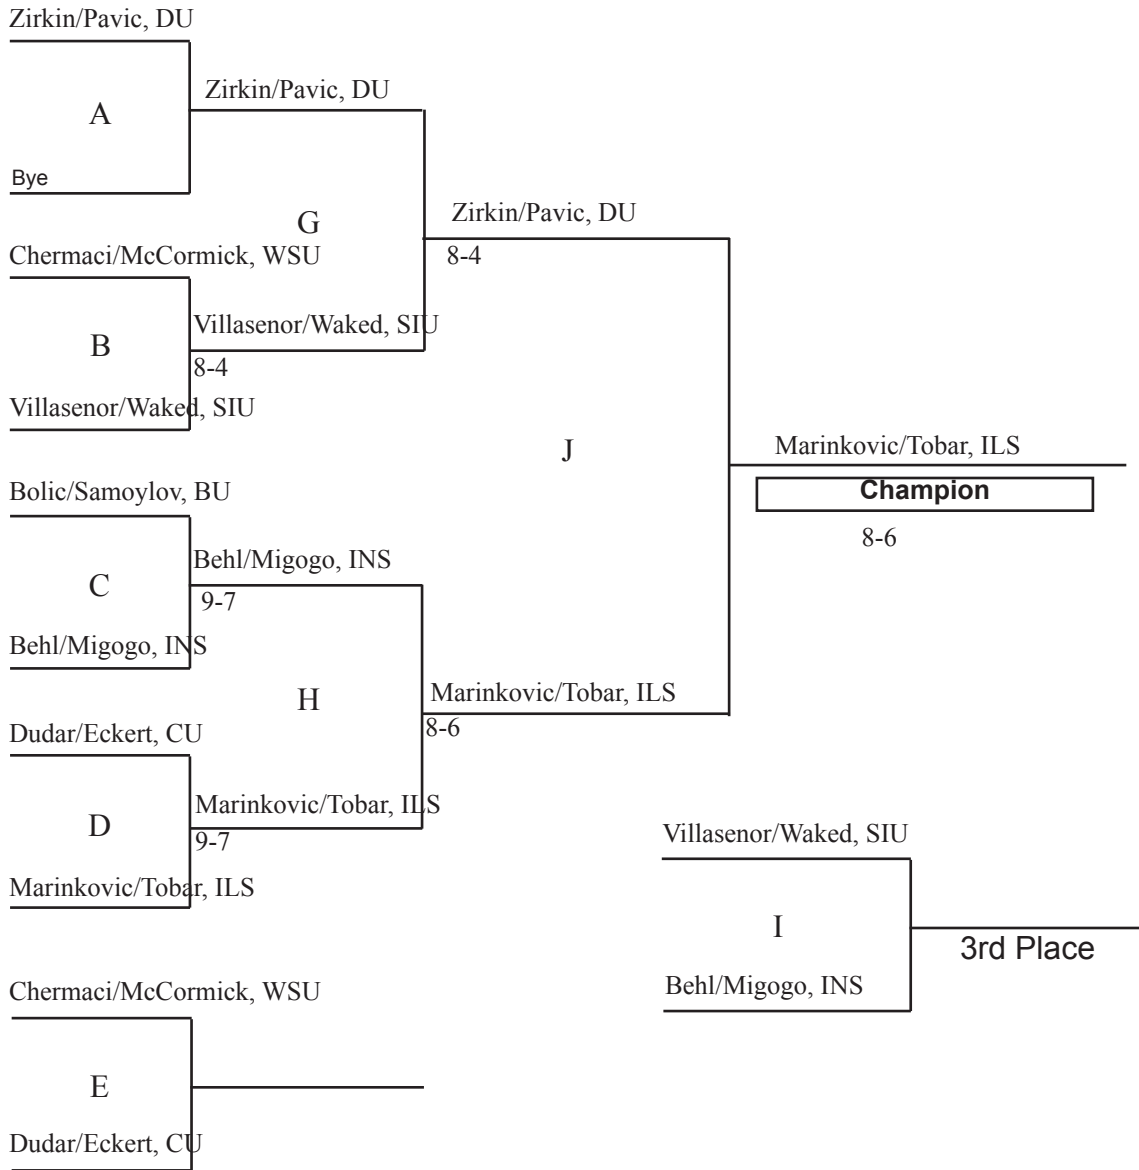 Zirkin/Pavic, DU
Zirkin/Pavic, DU
A
Bye
G
Zirkin/Pavic, DU
8-4
Chermaci/McCormick, WSU
Villasenor/Waked, SIU
B
8-4
Villasenor/Waked, SIU
J
Marinkovic/Tobar, ILS
Champion
8-6
Bolic/Samoylov, BU
Behl/Migogo, INS
C
9-7
Behl/Migogo, INS
H
Marinkovic/Tobar, ILS
8-6
Dudar/Eckert, CU
Marinkovic/Tobar, ILS
D
9-7
Marinkovic/Tobar, ILS
Villasenor/Waked, SIU
I
3rd Place
Behl/Migogo, INS
Chermaci/McCormick, WSU
E
Dudar/Eckert, CU